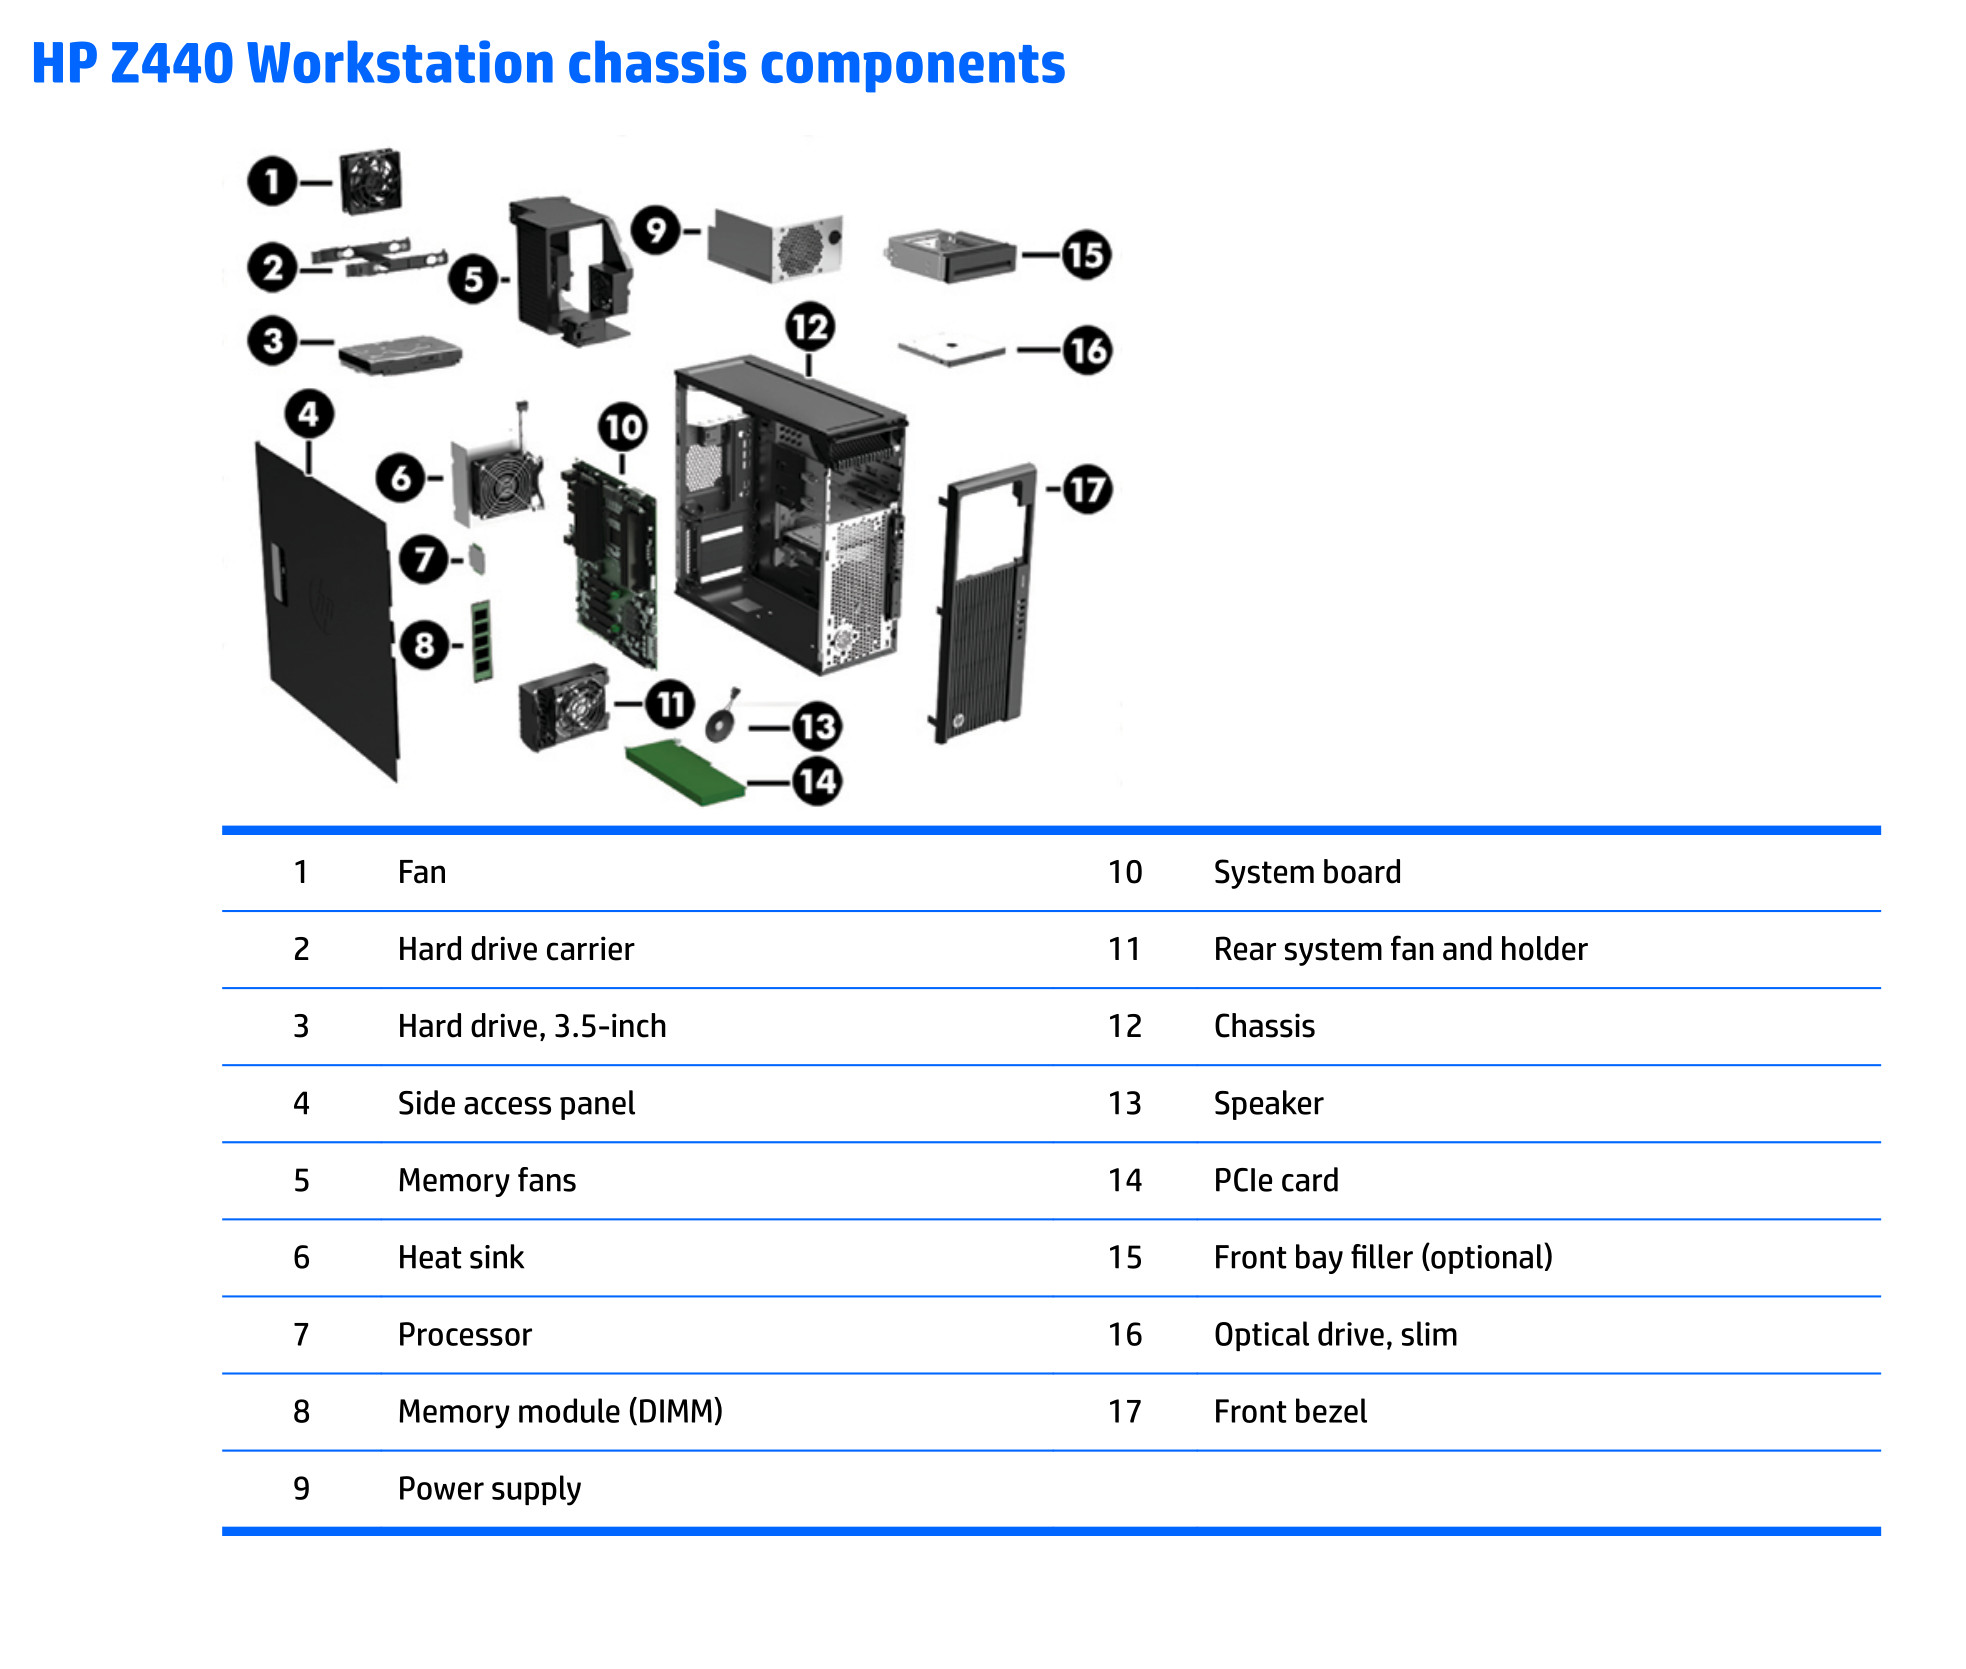 HP Z440 Workstation chassis components
1
2
3
4
5
6
7
8
9
10
11
12
13
14
15
16
17
1 Fan 10 System board
2 Hard drive carrier 11 Rear system fan and holder
3 Hard drive, 3.5-inch 12 Chassis
4 Side access panel 13 Speaker
5 Memory fans 14 PCIe card
6 Heat sink 15 Front bay filler (optional)
7 Processor 16 Optical drive, slim
8 Memory module (DIMM) 17 Front bezel
9 Power supply